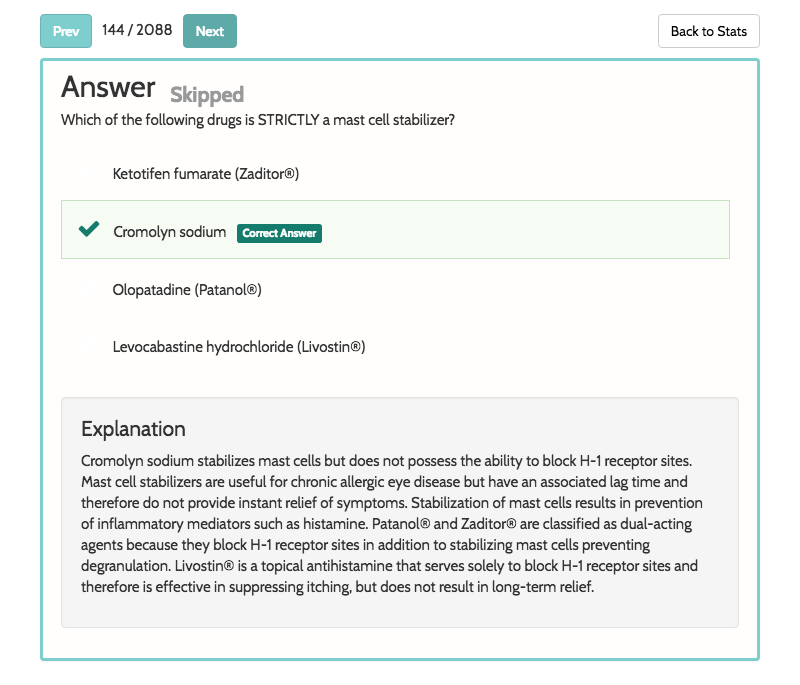 Prev 144 / 2088 Next Back to Stats
Answer Skipped
Which of the following drugs is STRICTLY a mast cell stabilizer?
Ketotifen fumarate (Zaditor®)
Cromolyn sodium Correct Answer
Olopatadine (Patanol®)
Levocabastine hydrochloride (Livostin®)
Explanation
Cromolyn sodium stabilizes mast cells but does not possess the ability to block H-1 receptor sites.
Mast cell stabilizers are useful for chronic allergic eye disease but have an associated lag time and
therefore do not provide instant relief of symptoms. Stabilization of mast cells results in prevention
of inflammatory mediators such as histamine. Patanol® and Zaditor® are classified as dual-acting
agents because they block H-1 receptor sites in addition to stabilizing mast cells preventing
degranulation. Livostin® is a topical antihistamine that serves solely to block H-1 receptor sites and
therefore is effective in suppressing itching, but does not result in long-term relief.